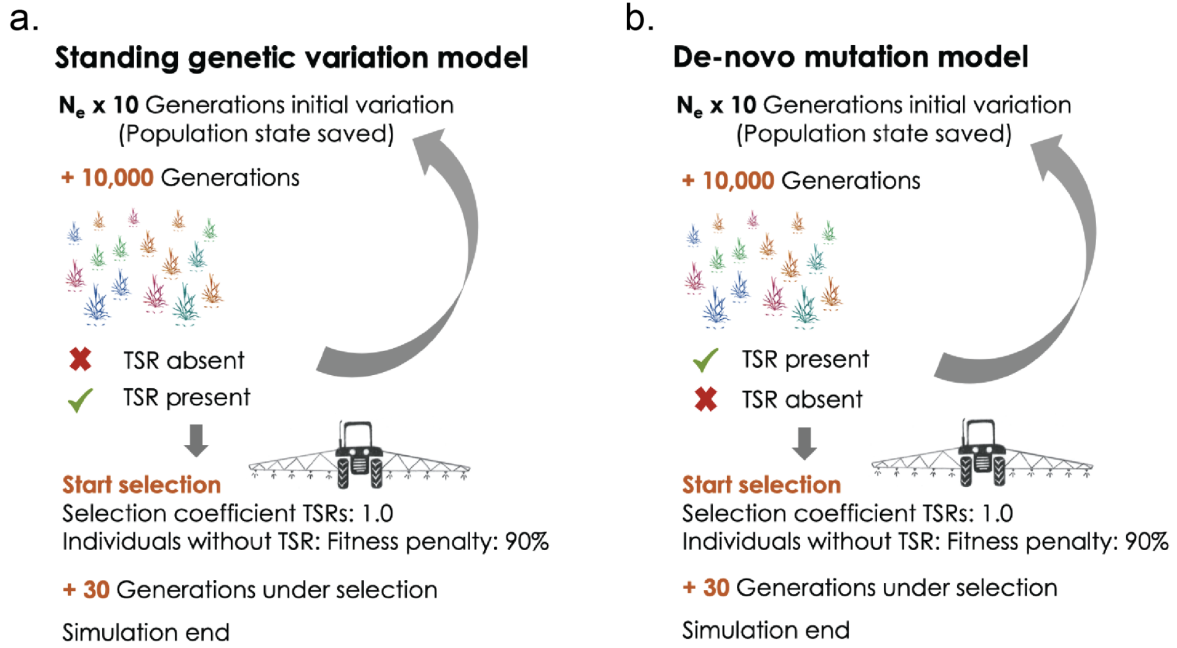 a.
Standing genetic variation model
Ne x 10 Generations initial variation
(Population state saved)
+ 10,000 Generations
TSR absent
TSR present
Start selection
Selection coefficient TSRs: 1.0
Individuals without TSR: Fitness penalty: 90%
+ 30 Generations under selection
Simulation end
b.
De-novo mutation model
Ne x 10 Generations initial variation
(Population state saved)
+ 10,000 Generations
TSR present
TSR absent
Start selection
Selection coefficient TSRs: 1.0
Individuals without TSR: Fitness penalty: 90%
+ 30 Generations under selection
Simulation end